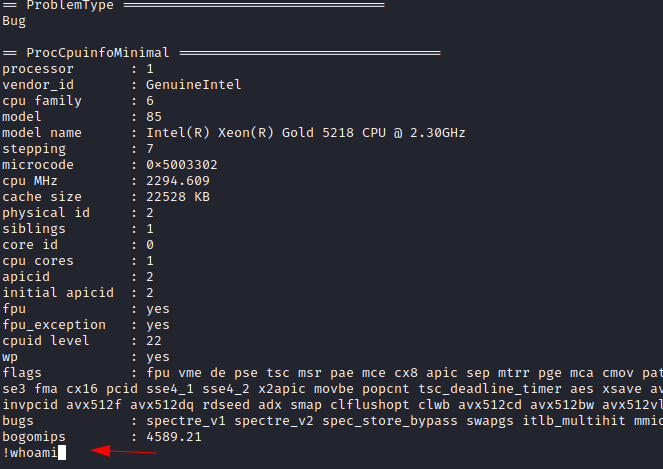 == ProblemType =================================
Bug

== ProcCpuinfoMinimal =================================
processor : 1
vendor_id : GenuineIntel
cpu family : 6
model : 85
model name : Intel(R) Xeon(R) Gold 5218 CPU @ 2.30GHz
stepping : 7
microcode : 0×5003302
cpu MHz : 2294.609
cache size : 22528 KB
physical id : 2
siblings : 1
core id : 0
cpu cores : 1
apicid : 2
initial apicid : 2
fpu : yes
fpu_exception : yes
cpuid level : 22
wp : yes
flags : fpu vme de pse tsc msr pae mce cx8 apic sep mtrr pge mca cmov pat
se3 fma cx16 pcid sse4_1 sse4_2 x2apic movbe popcnt tsc_deadline_timer aes xsave av
invpcid avx512f avx512dq rdseed adx smap clflushopt clwb avx512cd avx512bw avx512vl
bugs : spectre_v1 spectre_v2 spec_store_bypass swapgs itlb_multihit mmio
bogomips : 4589.21
!whoami